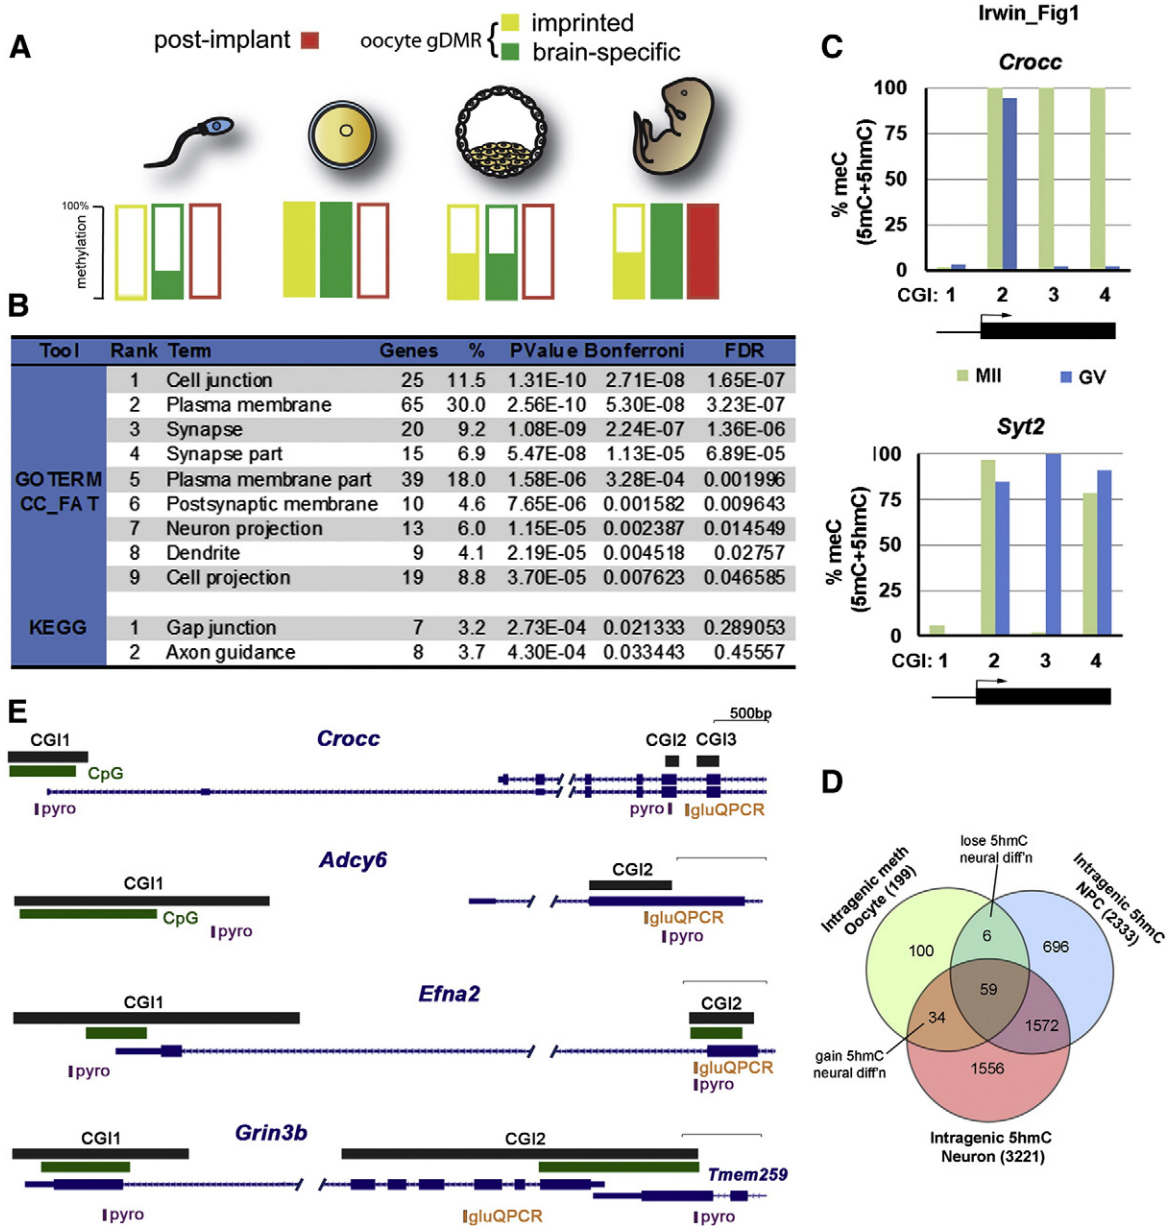 Irwin_Fig1
A
post-implant
oocyte gDMR { imprinted
brain-specific
100%
methylation
B
Tool Rank Term Genes % PValue Bonferroni FDR
GOTERM CC_FAT
1 Cell junction 25 11.5 1.31E-10 2.71E-08 1.65E-07
2 Plasma membrane 65 30.0 2.56E-10 5.30E-08 3.23E-07
3 Synapse 20 9.2 1.08E-09 2.24E-07 1.36E-06
4 Synapse part 15 6.9 5.47E-08 1.13E-05 6.89E-05
5 Plasma membrane part 39 18.0 1.58E-06 3.28E-04 0.001996
6 Postsynaptic membrane 10 4.6 7.65E-06 0.001582 0.009643
7 Neuron projection 13 6.0 1.15E-05 0.002387 0.014549
8 Dendrite 9 4.1 2.19E-05 0.004518 0.02757
9 Cell projection 19 8.8 3.70E-05 0.007623 0.046585
KEGG
1 Gap junction 7 3.2 2.73E-04 0.021333 0.289053
2 Axon guidance 8 3.7 4.30E-04 0.033443 0.45557
C
Crocc
% meC
(5mC+5hmC)
100
75
50
25
0
CGI: 1 2 3 4
MII GV
Syt2
% meC
(5mC+5hmC)
100
75
50
25
0
CGI: 1 2 3 4
D
lose 5hmC
neural diff'n
Intragenic meth
Oocyte (199)
Intragenic 5hmC
NPC (2333)
100
6
696
59
34
1572
1556
gain 5hmC
neural diff'n
Intragenic 5hmC
Neuron (3221)
E
500bp
CGI1
Crocc
CGI2 CGI3
CpG
pyro
pyro
gluQPCR
Adcy6
CGI1
CGI2
CpG
pyro
gluQPCR
pyro
Efna2
CGI1
CGI2
pyro
gluQPCR
pyro
Grin3b
CGI1
CGI2
Tmem259
pyro
gluQPCR
pyro